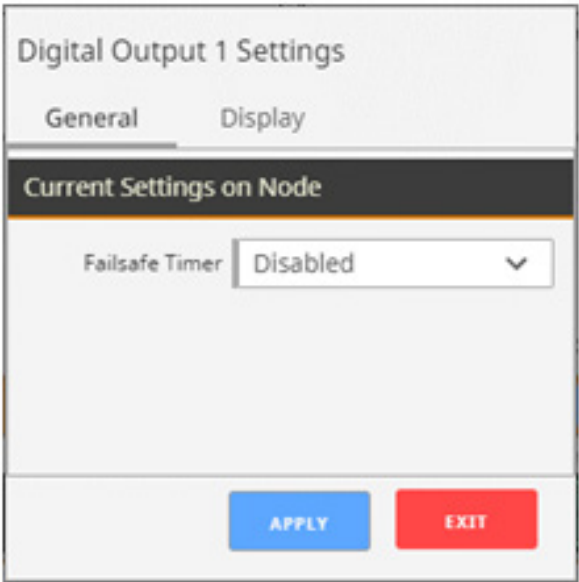 Digital Output 1 Settings
General Display
Current Settings on Node
Failsafe Timer Disabled
APPLY EXIT